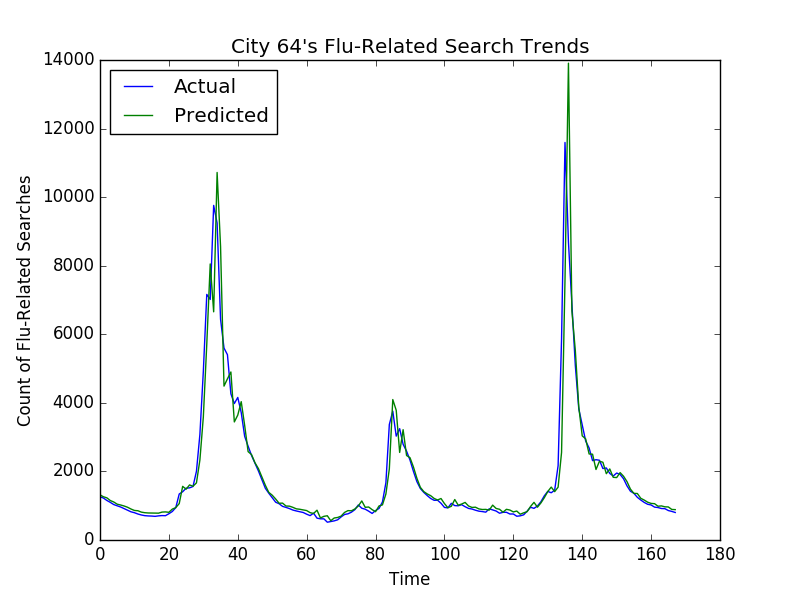 City 64's Flu-Related Search Trends
Actual
Predicted
Count of Flu-Related Searches
14000
12000
10000
8000
6000
4000
2000
0
0 20 40 60 80 100 120 140 160 180
Time